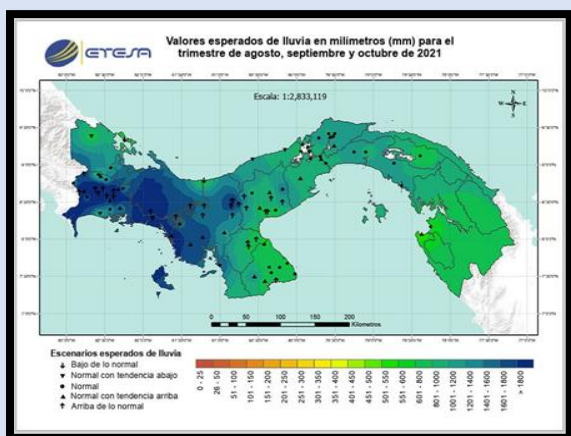 ETESA
Valores esperados de lluvia en milímetros (mm) para el
trimestre de agosto, septiembre y octubre de 2021
Escala: 1:2,833,119
N
W E
S
0 50 100 150 200
Kilometros
Escenarios esperados de lluvia
Bajo de lo normal
Normal con tendencia abajo
Normal
Normal con tendencia arriba
Arriba de lo normal
0 - 25
26 - 50
51 - 100
101 - 150
151 - 200
201 - 250
251 - 300
301 - 350
351 - 400
401 - 450
451 - 500
501 - 550
551 - 600
601 - 800
801 - 1000
1001 - 1200
1201 - 1400
1401 - 1600
1601 - 1800
> 1800